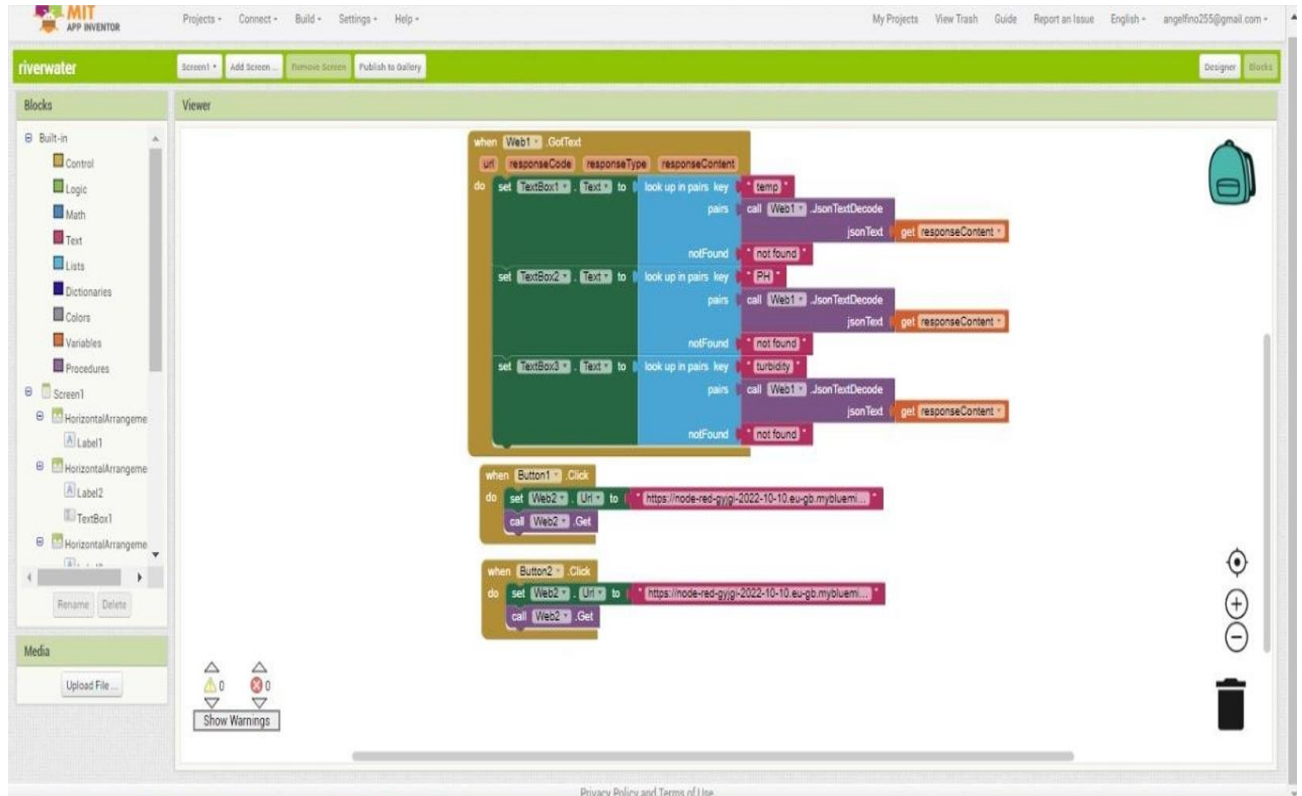 MIT
APP INVENTOR
Projects Connect Build Settings Help My Projects View Trash Guide Report an Issue English angelfino255@gmail.com
riverwater Screen1 Add Screen ... Remove Screen Publish to Gallery Designer Blocks
Blocks Viewer
Built-in
Control
Logic
Math
Text
Lists
Dictionaries
Colors
Variables
Procedures
Screen1
HorizontalArrangeme
Label1
HorizontalArrangeme
Label2
TextBox1
HorizontalArrangeme
Rename Delete
Media
Upload File ...
when Web1 .GotText
url responseCode responseType responseContent
do set TextBox1 . Text to look up in pairs key " temp "
pairs call Web1 .JsonTextDecode
jsonText get responseContent
notFound " not found "
set TextBox2 . Text to look up in pairs key " PH "
pairs call Web1 .JsonTextDecode
jsonText get responseContent
notFound " not found "
set TextBox3 . Text to look up in pairs key " turbidity "
pairs call Web1 .JsonTextDecode
jsonText get responseContent
notFound " not found "
when Button1 .Click
do set Web2 . Url to " https://node-red-gyjgi-2022-10-10.eu-gb.mybluemi... "
call Web2 .Get
when Button2 .Click
do set Web2 . Url to " https://node-red-gyjgi-2022-10-10.eu-gb.mybluemi... "
call Web2 .Get
0 0
Show Warnings
Privacy Policy and Terms of Use